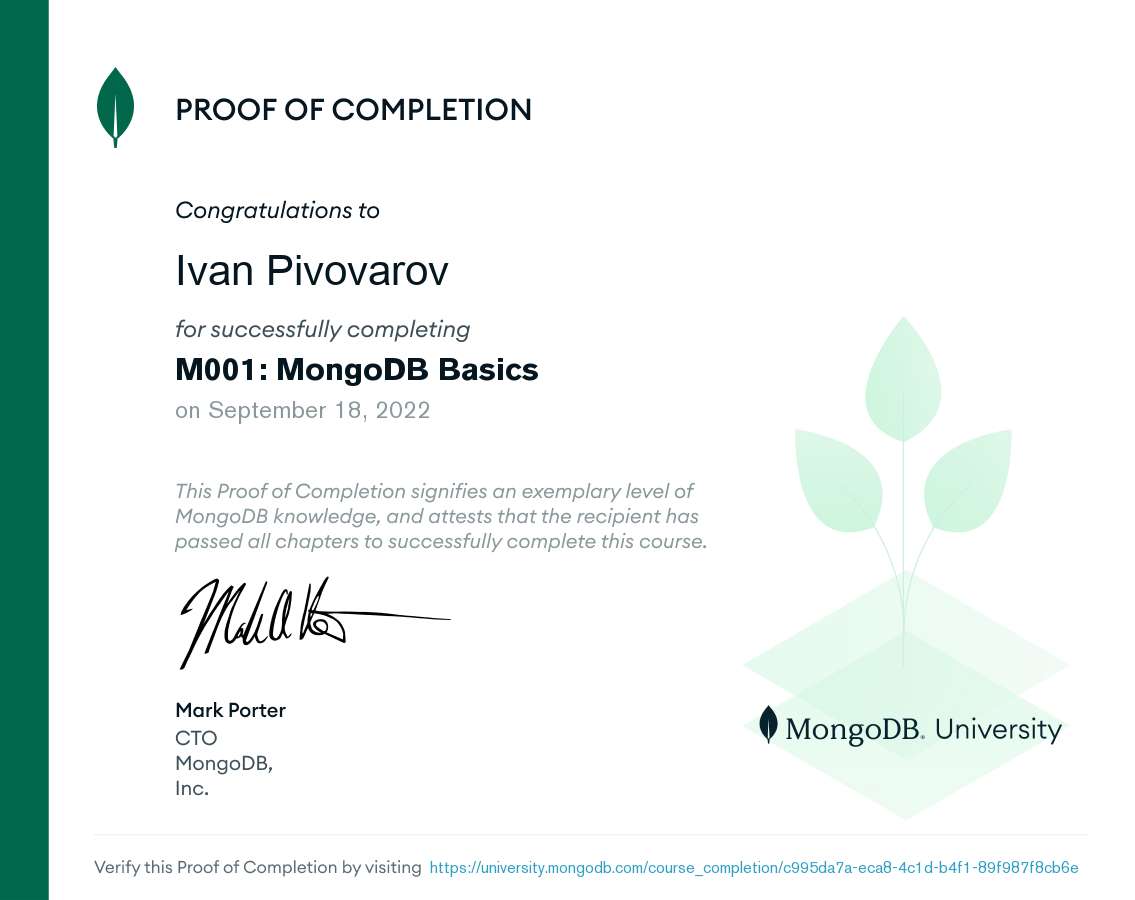 PROOF OF COMPLETION
Congratulations to
Ivan Pivovarov
for successfully completing
M001: MongoDB Basics
on September 18, 2022
This Proof of Completion signifies an exemplary level of
MongoDB knowledge, and attests that the recipient has
passed all chapters to successfully complete this course.
Mark Porter
CTO
MongoDB,
Inc.
MongoDB. University
Verify this Proof of Completion by visiting https://university.mongodb.com/course_completion/c995da7a-eca8-4c1d-b4f1-89f987f8cb6e